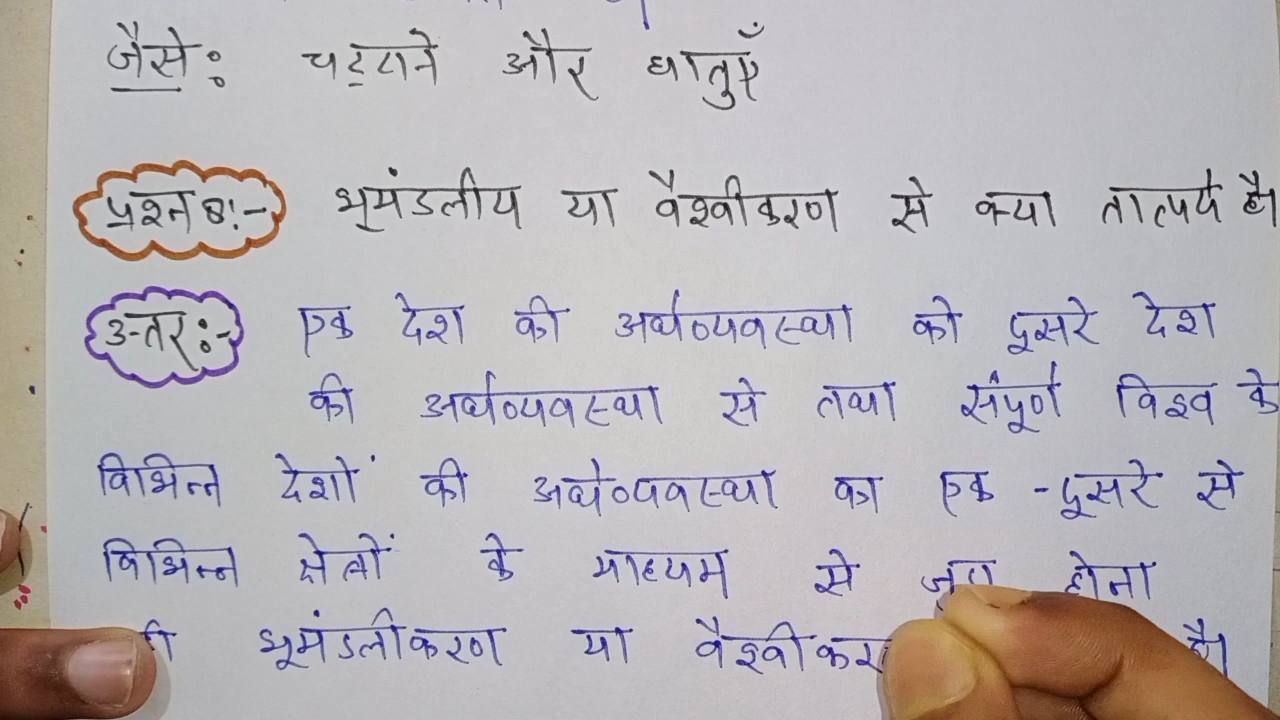 जैसे: चट्टाने और धातुएँ
प्रश्न 8:- भूमंडलीय या वैश्वीकरण से क्या तात्पर्य है।
उत्तर:- एक देश की अर्थव्यवस्था को दूसरे देश
की अर्थव्यवस्था से तथा संपूर्ण विश्व के
विभिन्न देशों की अर्थव्यवस्था का एक - दूसरे से
विभिन्न क्षेत्रों के माध्यम से होना
भूमंडलीकरण या है।